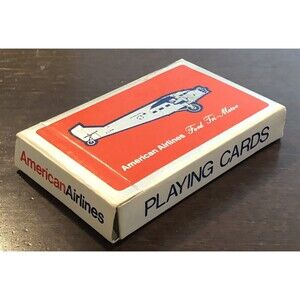 American Airlines Ford Tri-Motor
AmericanAirlines
PLAYING CARDS